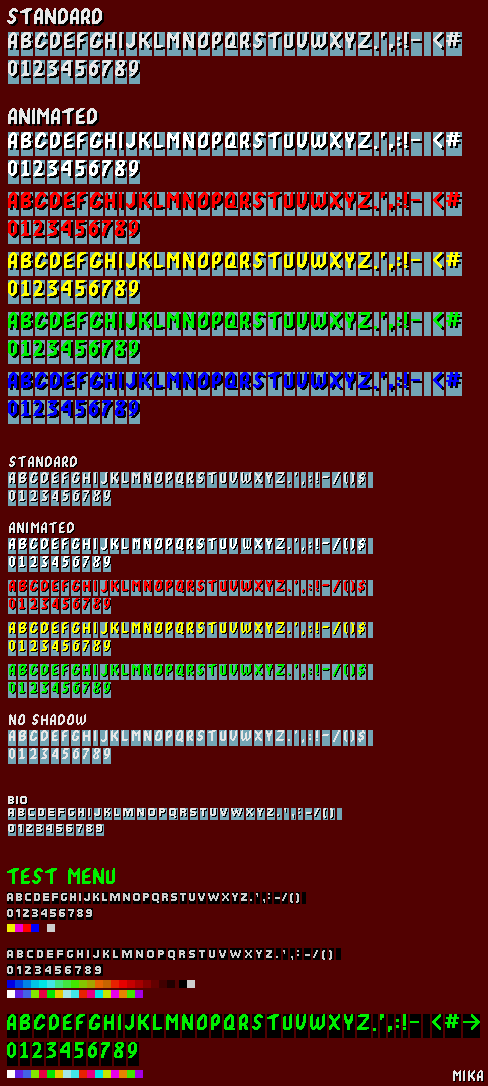 STANDARD
ABCDEFGHIJKLMNOPQRSTUVWXYZ.',:!- <#
0123456789
ANIMATED
ABCDEFGHIJKLMNOPQRSTUVWXYZ.',:!- <#
0123456789
ABCDEFGHIJKLMNOPQRSTUVWXYZ.',:!- <#
0123456789
ABCDEFGHIJKLMNOPQRSTUVWXYZ.',:!- <#
0123456789
ABCDEFGHIJKLMNOPQRSTUVWXYZ.',:!- <#
0123456789
ABCDEFGHIJKLMNOPQRSTUVWXYZ.',:!- <#
0123456789
STANDARD
ABCDEFGHIJKLMNOPQRSTUVWXYZ.',:!-/()$
0123456789
ANIMATED
ABCDEFGHIJKLMNOPQRSTUVWXYZ.',:!-/()$
0123456789
ABCDEFGHIJKLMNOPQRSTUVWXYZ.',:!-/()$
0123456789
ABCDEFGHIJKLMNOPQRSTUVWXYZ.',:!-/()$
0123456789
ABCDEFGHIJKLMNOPQRSTUVWXYZ.',:!-/()$
0123456789
NO SHADOW
ABCDEFGHIJKLMNOPQRSTUVWXYZ.',:!-/()$
0123456789
BIO
ABCDEFGHIJKLMNOPQRSTUVWXYZ.',:!-/()
0123456789
TEST MENU
ABCDEFGHIJKLMNOPQRSTUVWXYZ.',:-/()
0123456789
ABCDEFGHIJKLMNOPQRSTUVWXYZ.',:!-/()
0123456789
ABCDEFGHIJKLMNOPQRSTUVWXYZ.',:!- <#→
0123456789
MIKA